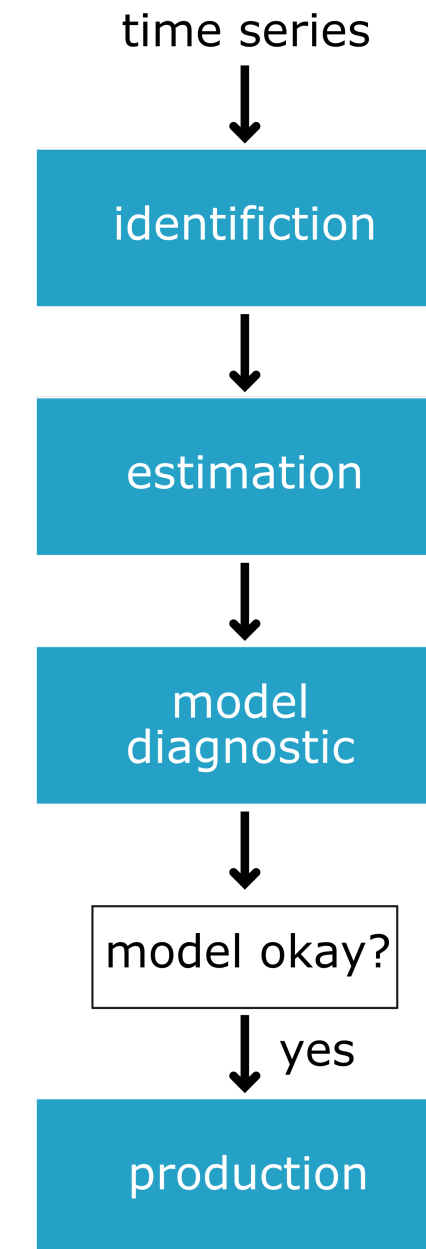 time series
identifiction
estimation
model
diagnostic
model okay?
yes
production